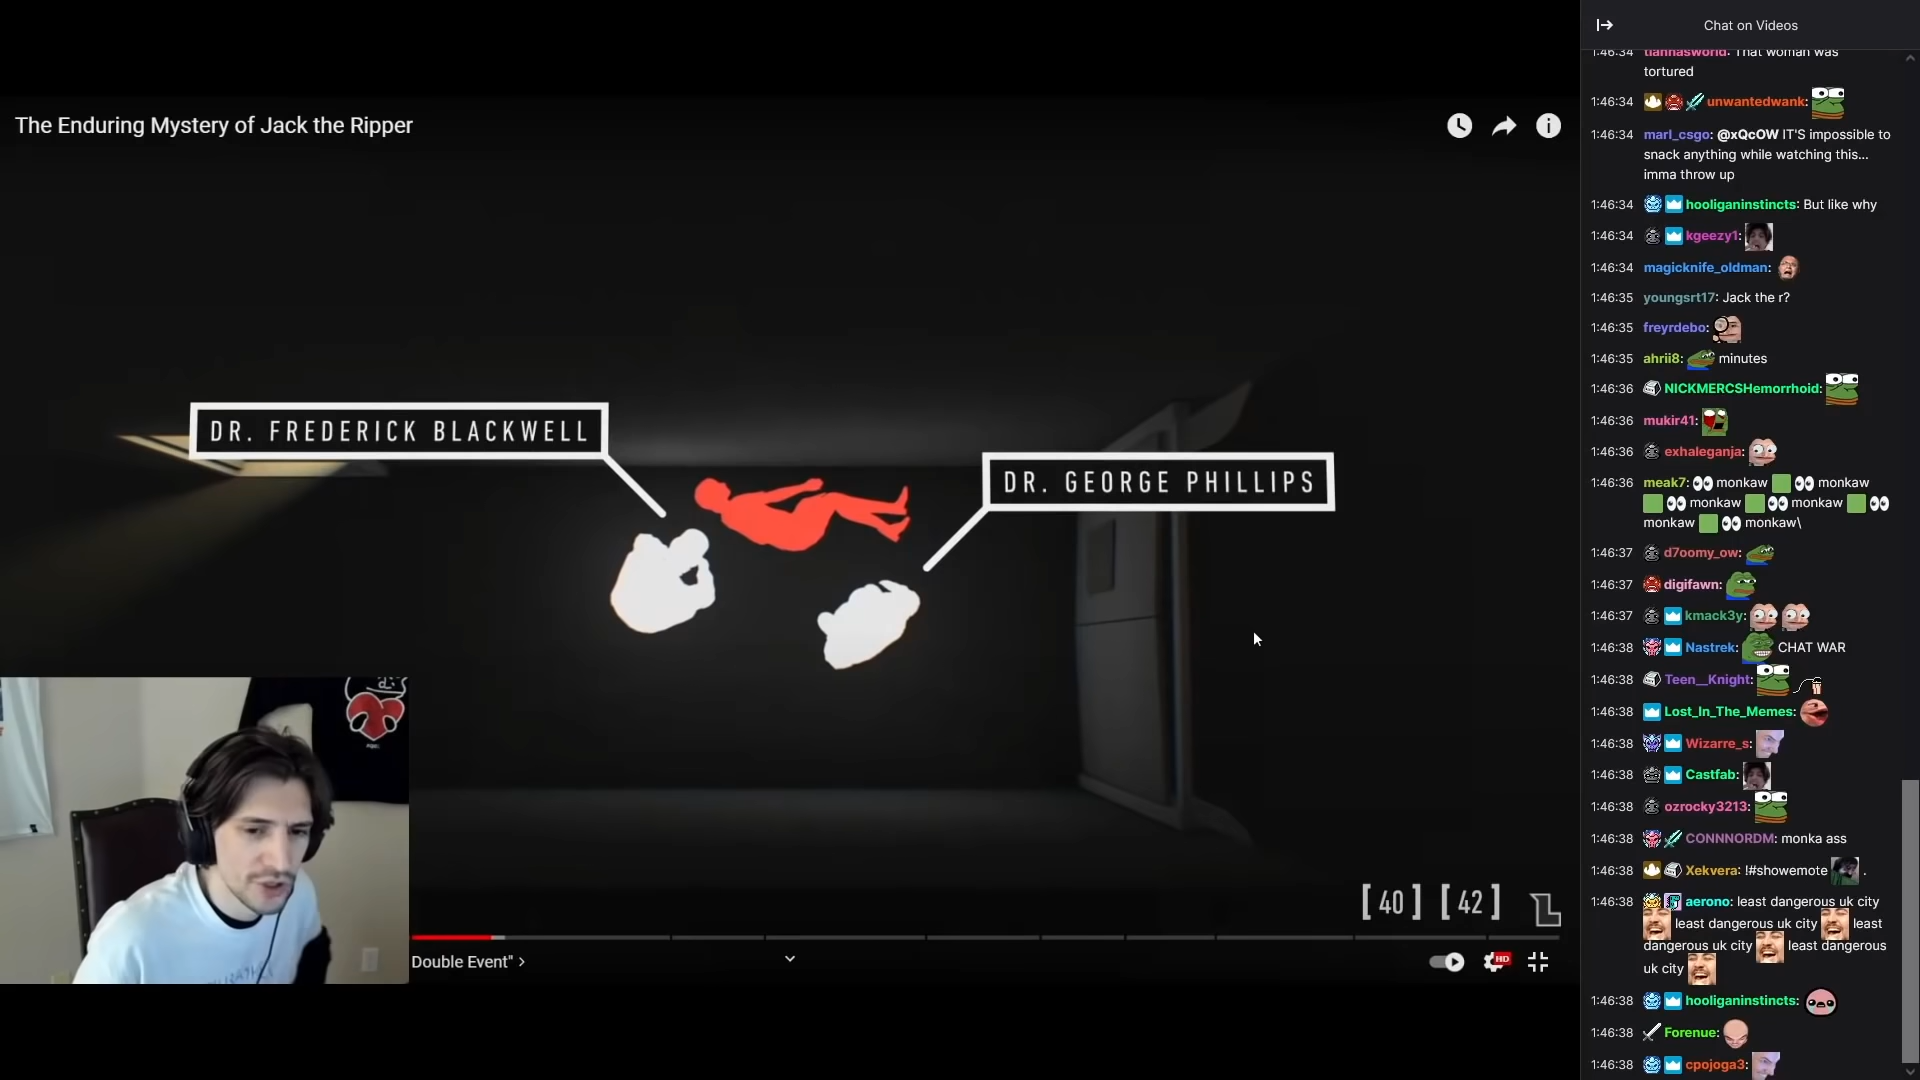 The Enduring Mystery of Jack the Ripper
DR. FREDERICK BLACKWELL
DR. GEORGE PHILLIPS
[ 40 ] [ 42 ]
Double Event" >
HD
Chat on Videos
1:46:34 tiannasworld: That woman was
tortured
1:46:34 unwantedwank:
1:46:34 marl_csgo: @xQcOW IT'S impossible to
snack anything while watching this...
imma throw up
1:46:34 hooliganinstincts: But like why
1:46:34 kgeezy1:
1:46:34 magicknife_oldman:
1:46:35 youngsrt17: Jack the r?
1:46:35 freyrdebo:
1:46:35 ahrii8: minutes
1:46:36 NICKMERCSHemorrhoid:
1:46:36 mukir41:
1:46:36 exhaleganja:
1:46:36 meak7: monkaw monkaw
monkaw monkaw
monkaw monkaw\
1:46:37 d7oomy_ow:
1:46:37 digifawn:
1:46:37 kmack3y:
1:46:38 Nastrek: CHAT WAR
1:46:38 Teen__Knight:
1:46:38 Lost_In_The_Memes:
1:46:38 Wizarre_s:
1:46:38 Castfab:
1:46:38 ozrocky3213:
1:46:38 CONNNORDM: monka ass
1:46:38 Xekvera: !#showemote .
1:46:38 aerono: least dangerous uk city
least dangerous uk city least
dangerous uk city least dangerous
uk city
1:46:38 hooliganinstincts:
1:46:38 Forenue:
1:46:38 cpojoga3: